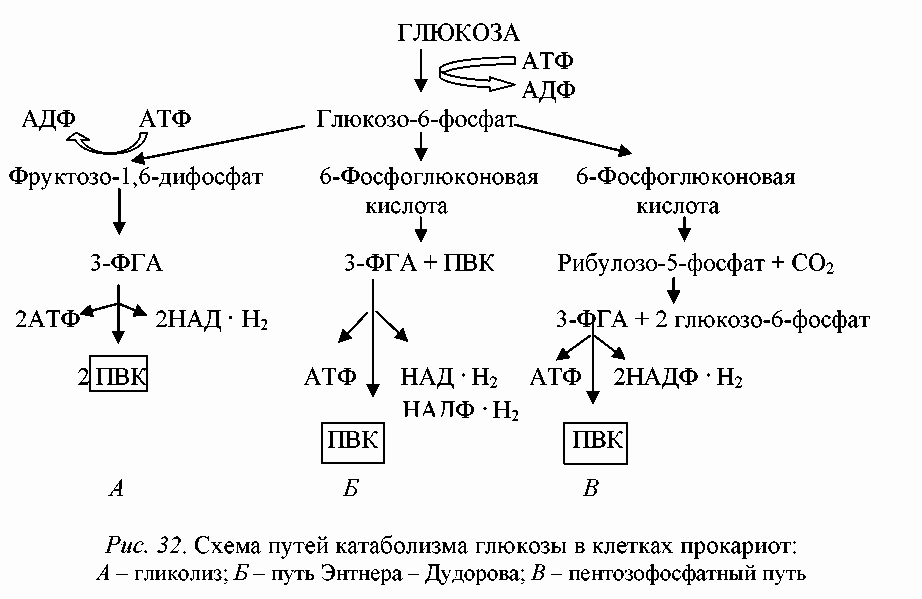 ГЛЮКОЗА
АТФ
АДФ
АДФ АТФ Глюкозо-6-фосфат
Фруктозо-1,6-дифосфат 6-Фосфоглюконовая 6-Фосфоглюконовая
кислота кислота
3-ФГА 3-ФГА + ПВК Рибулозо-5-фосфат + CO₂
2АТФ 2НАД · Н₂ 3-ФГА + 2 глюкозо-6-фосфат
2 ПВК АТФ НАД · Н₂ АТФ 2НАДФ · Н₂
НАДФ · Н₂
ПВК ПВК
А Б В
Рис. 32. Схема путей катаболизма глюкозы в клетках прокариот:
А – гликолиз; Б – путь Энтнера – Дудорова; В – пентозофосфатный путь